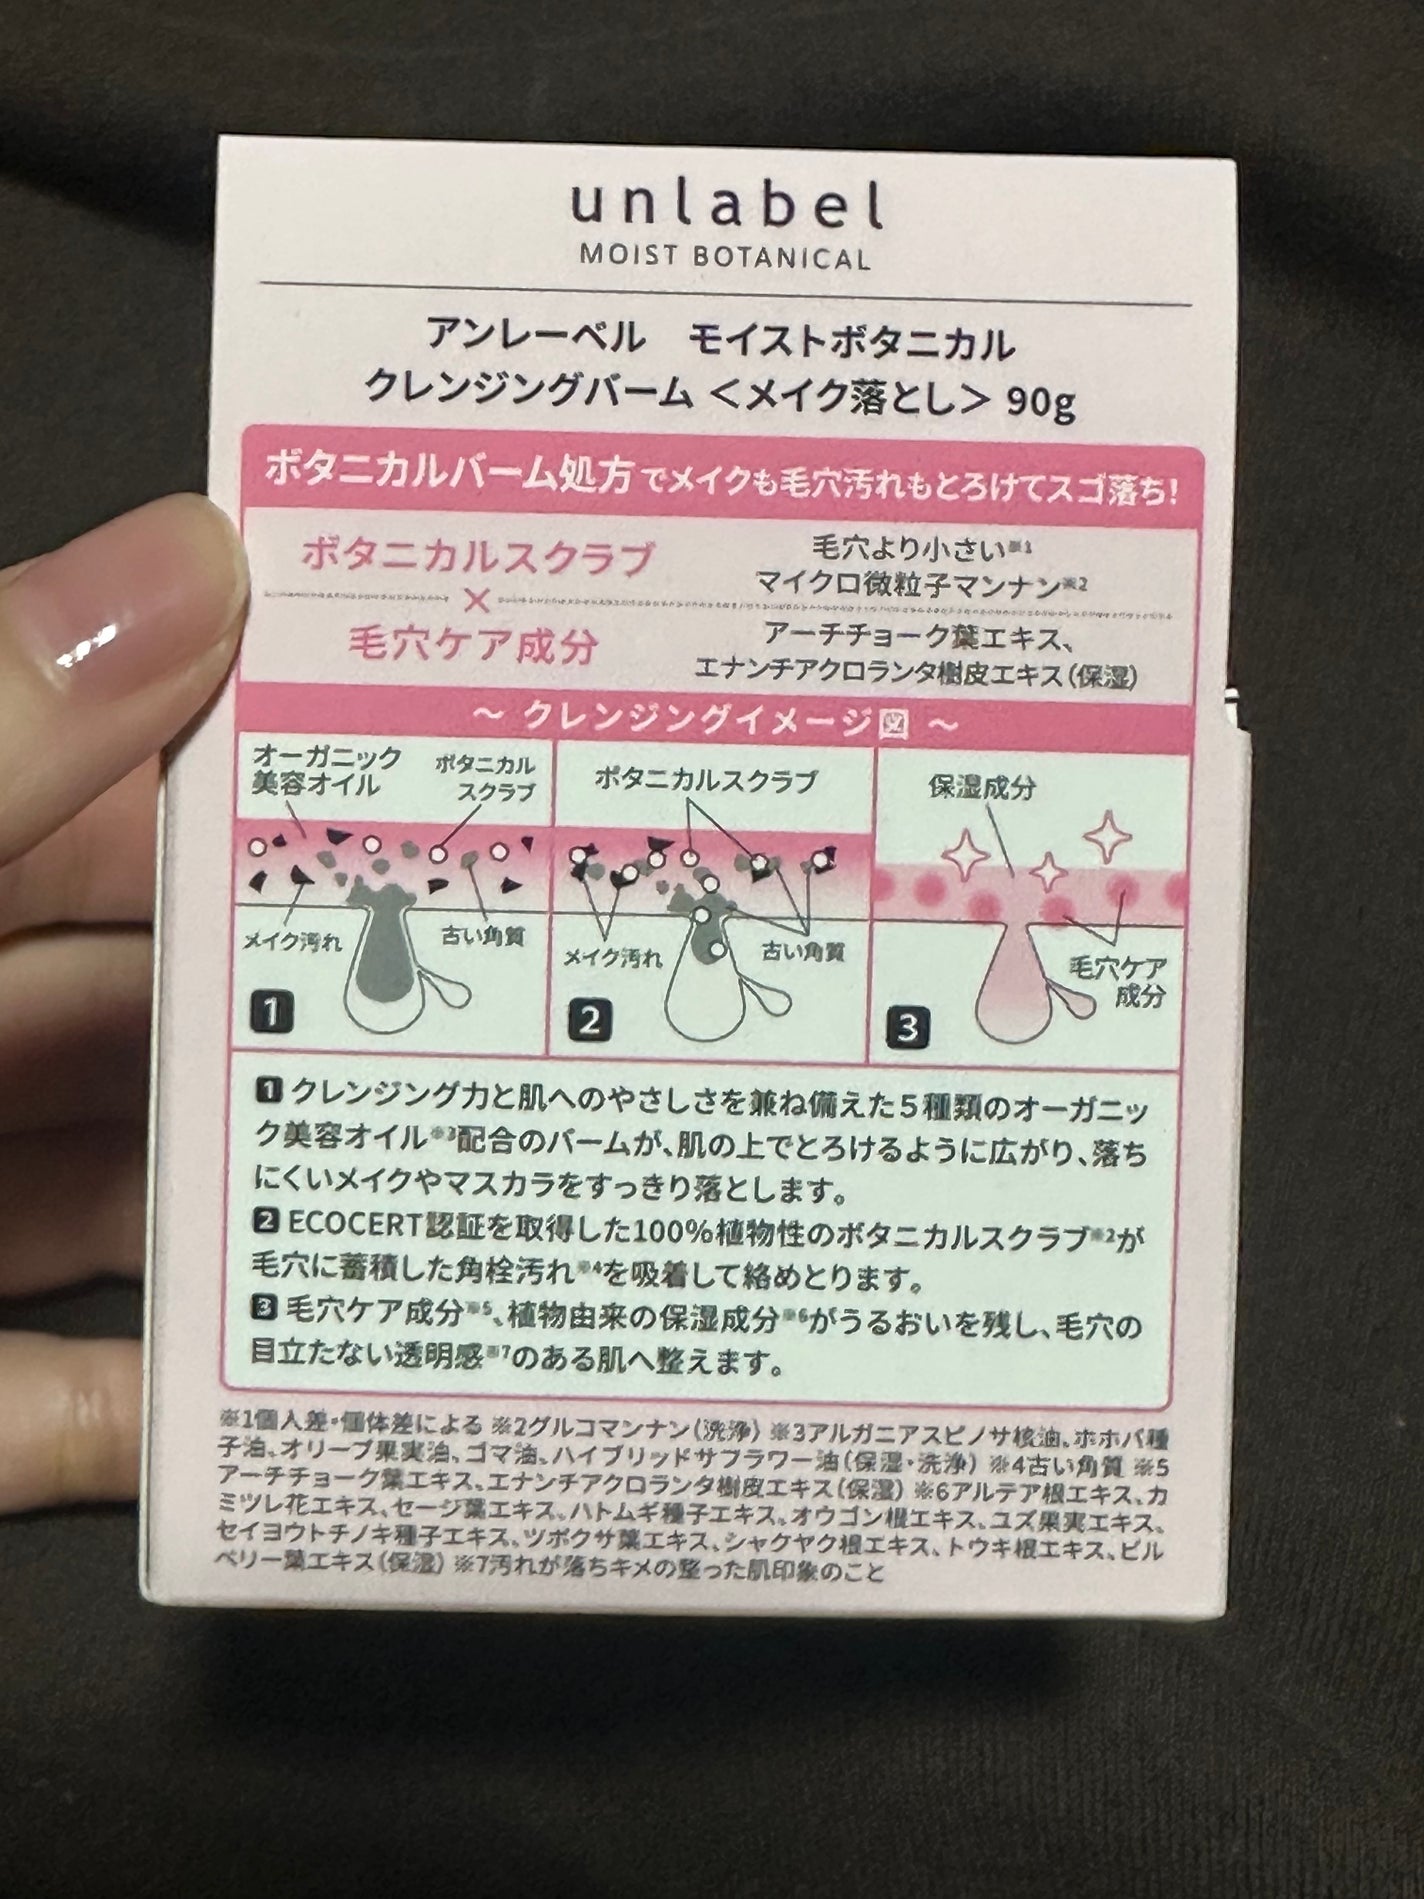 unlabel
MOIST BOTANICAL
アンレーベル　モイストボタニカル
クレンジングバーム＜メイク落とし＞ 90g
ボタニカルバーム処方でメイクも毛穴汚れもとろけてスゴ落ち!
ボタニカルスクラブ
毛穴より小さい※1
マイクロ微粒子マンナン※2
×
毛穴ケア成分
アーチチョーク葉エキス、
エナンチアクロランタ樹皮エキス(保湿)
～ クレンジングイメージ図 ～
オーガニック
美容オイル
ボタニカル
スクラブ
メイク汚れ
古い角質
1
ボタニカルスクラブ
メイク汚れ
古い角質
2
保湿成分
毛穴ケア
成分
3
1 クレンジング力と肌へのやさしさを兼ね備えた5種類のオーガニッ
ク美容オイル※3配合のバームが、肌の上でとろけるように広がり、落ち
にくいメイクやマスカラをすっきり落とします。
2 ECOCERT認証を取得した100%植物性のボタニカルスクラブ※2が
毛穴に蓄積した角栓汚れ※4を吸着して絡めとります。
3 毛穴ケア成分※5、植物由来の保湿成分※6がうるおいを残し、毛穴の
目立たない透明感※7のある肌へ整えます。
※1個人差・個体差による ※2グルコマンナン(洗浄) ※3アルガニアスピノサ核油、ホホバ種
子油、オリーブ果実油、ゴマ油、ハイブリッドサフラワー油(保湿・洗浄) ※4古い角質 ※5
アーチチョーク葉エキス、エナンチアクロランタ樹皮エキス(保湿) ※6アルテア根エキス、カ
ミツレ花エキス、セージ葉エキス、ハトムギ種子エキス、オウゴン根エキス、ユズ果実エキス、
セイヨウトチノキ種子エキス、ツボクサ葉エキス、シャクヤク根エキス、トウキ根エキス、ビル
ベリー葉エキス(保湿) ※7汚れが落ちキメの整った肌印象のこと